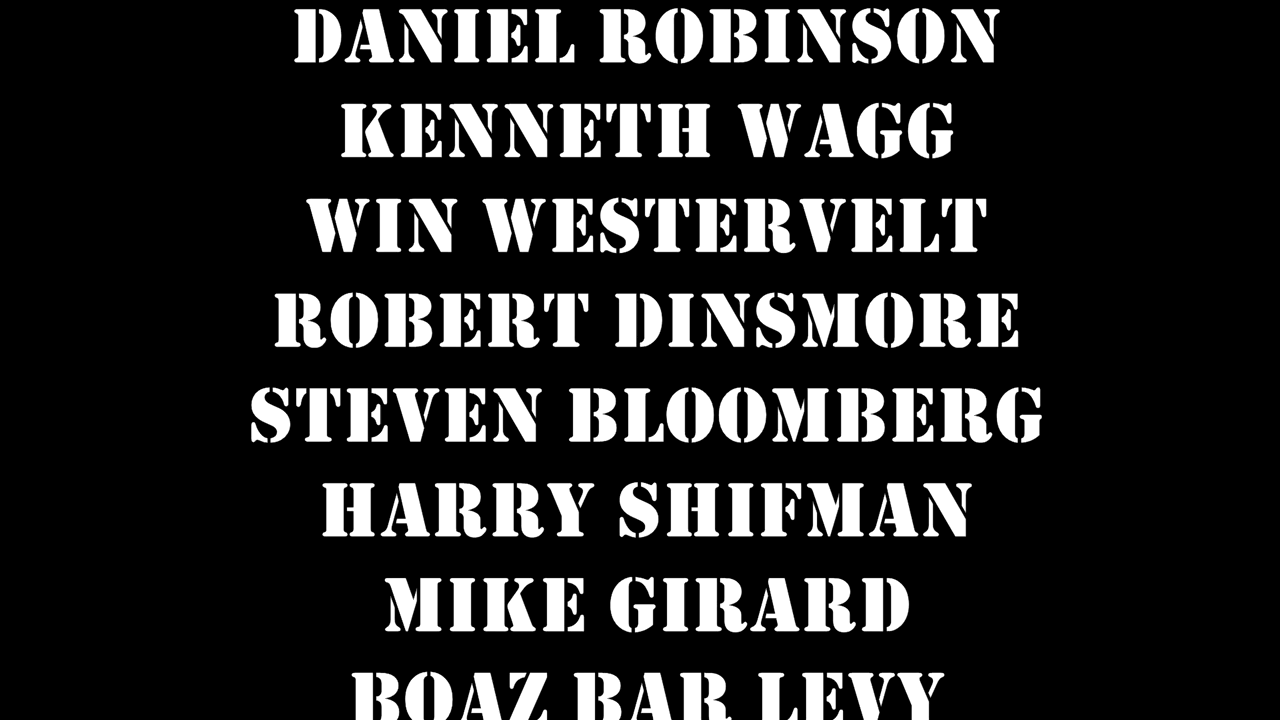 DANIEL ROBINSON
KENNETH WAGG
WIN WESTERVELT
ROBERT DINSMORE
STEVEN BLOOMBERG
HARRY SHIFMAN
MIKE GIRARD
BOAZ BAR LEVY